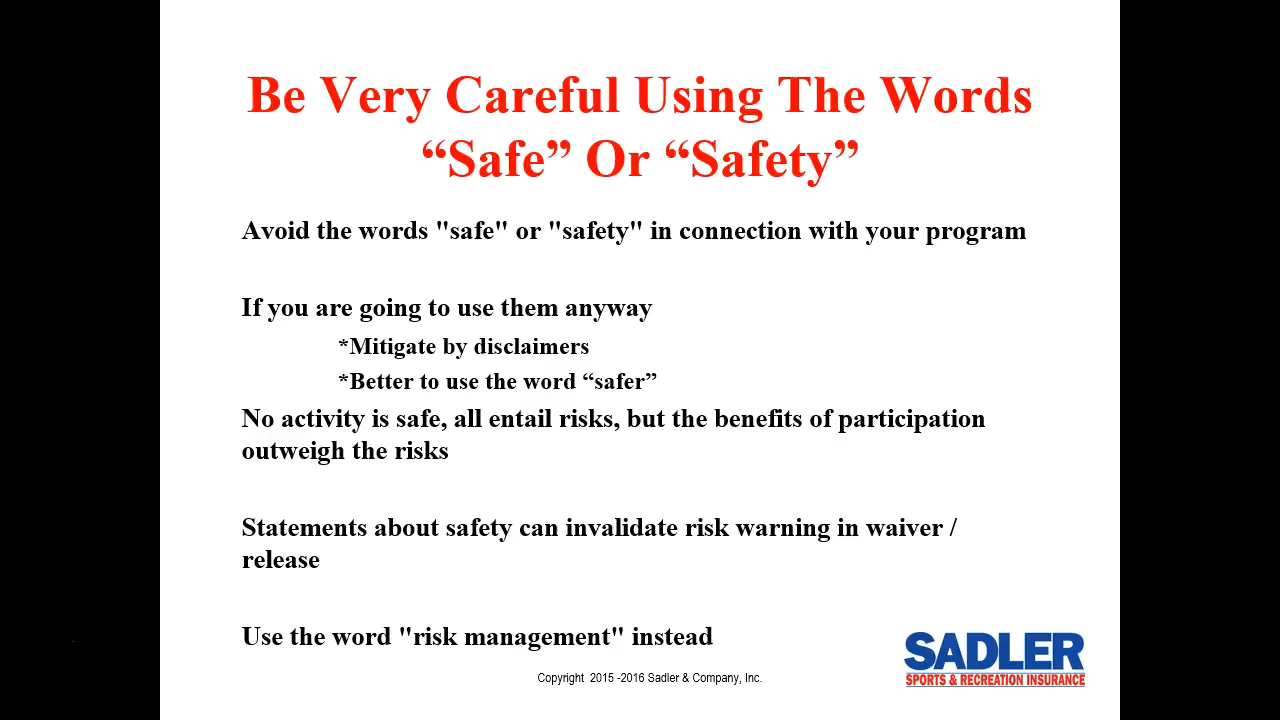 Be Very Careful Using The Words
“Safe” Or “Safety”
Avoid the words "safe" or "safety" in connection with your program
If you are going to use them anyway
*Mitigate by disclaimers
*Better to use the word “safer”
No activity is safe, all entail risks, but the benefits of participation
outweigh the risks
Statements about safety can invalidate risk warning in waiver /
release
Use the word "risk management" instead
SADLER
SPORTS & RECREATION INSURANCE
Copyright 2015 -2016 Sadler & Company, Inc.